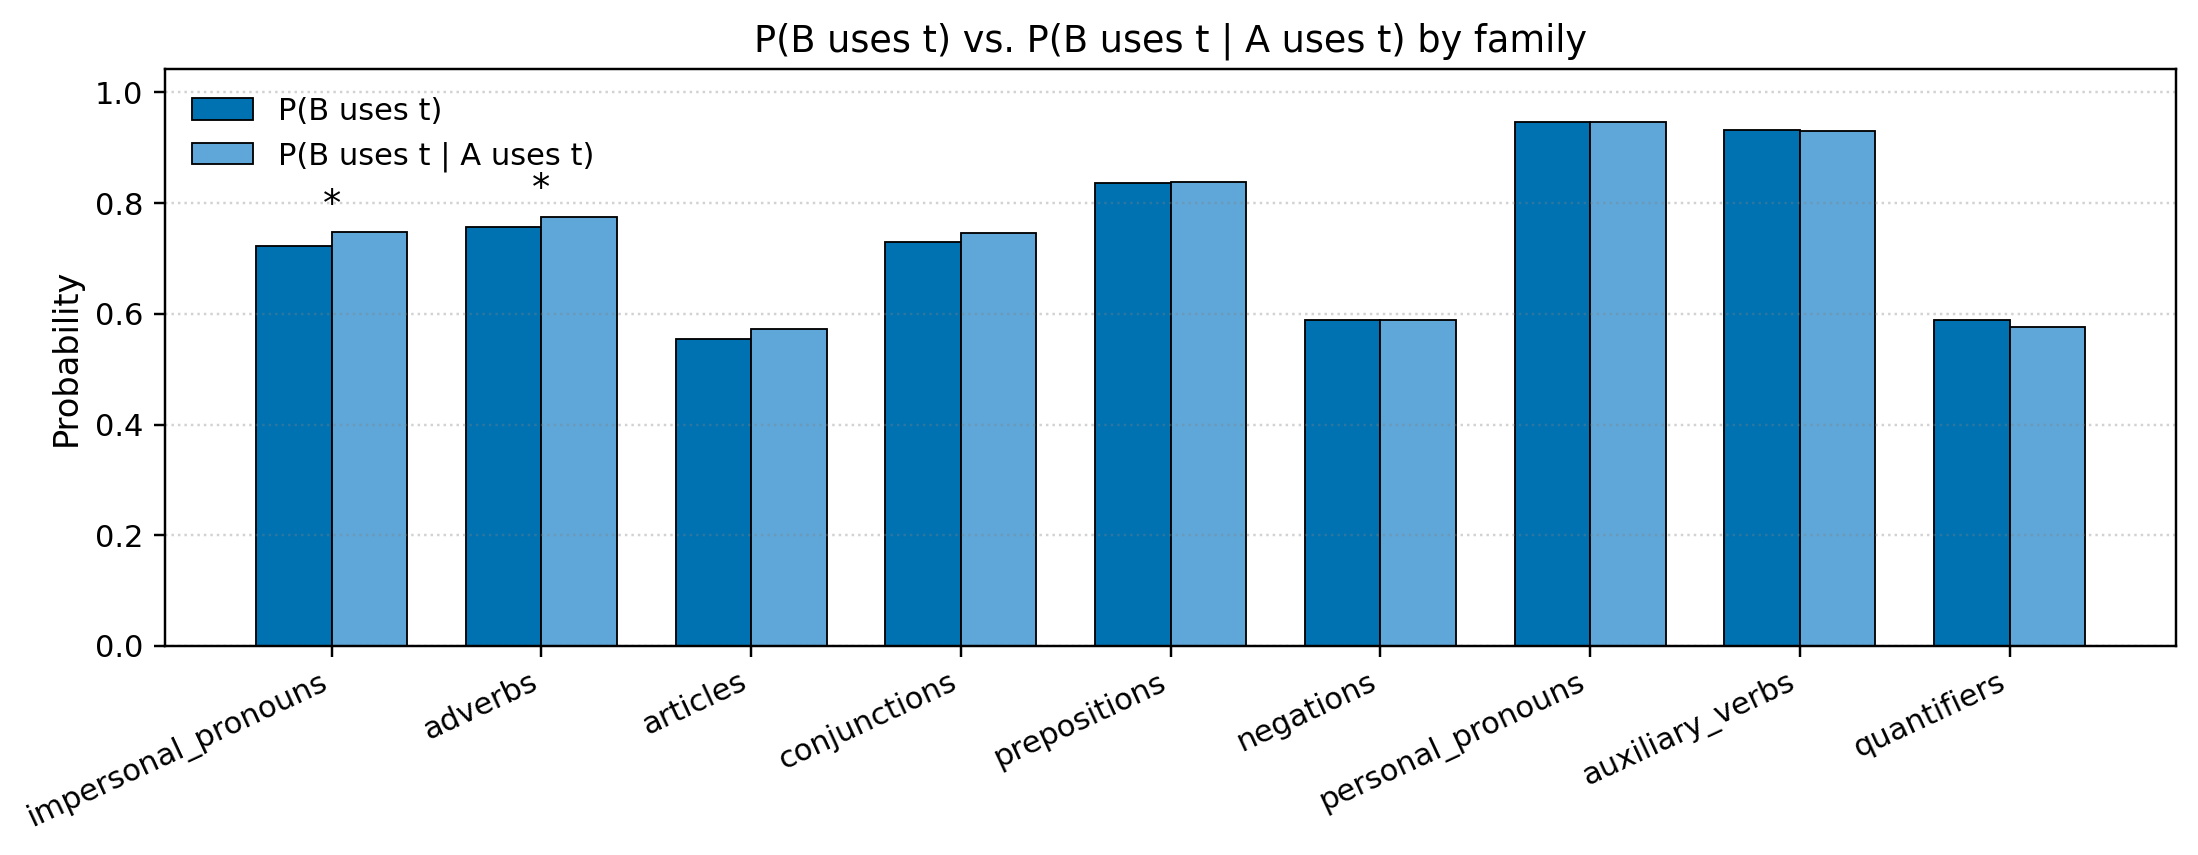 P(B uses t) vs. P(B uses t | A uses t) by family
P(B uses t)
P(B uses t | A uses t)
*
*
Probability
1.0
0.8
0.6
0.4
0.2
0.0
impersonal_pronouns
adverbs
articles
conjunctions
prepositions
negations
personal_pronouns
auxiliary_verbs
quantifiers